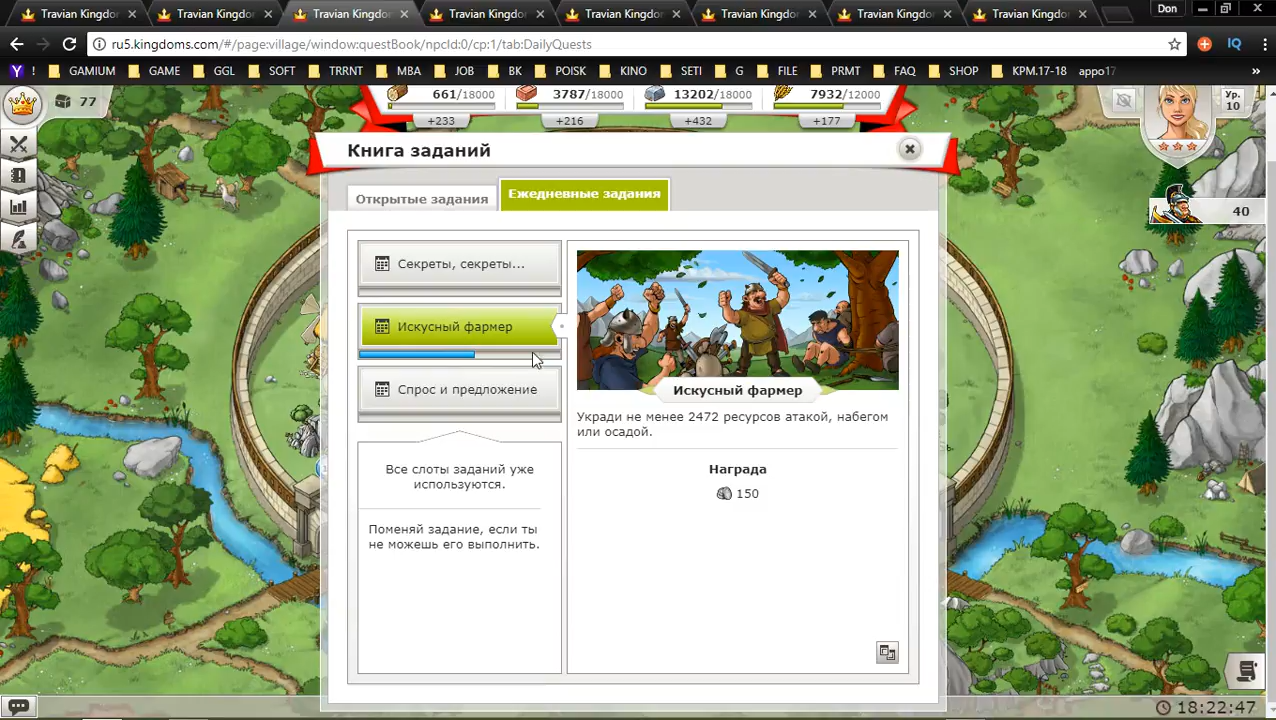 Travian Kingdo: × Travian Kingdo: × Travian Kingdo: × Travian Kingdo: × Travian Kingdo: × Travian Kingdo: × Travian Kingdo: × Travian Kingdo: × Don
ru5.kingdoms.com/#/page:village/window:questBook/npcId:0/cp:1/tab:DailyQuests IQ
Y ! GAMIUM GAME GGL SOFT TRRNT MBA JOB BK POISK KINO SETI G FILE PRMT FAQ SHOP KPM.17-18 appo17 »
77 661/18000 3787/18000 13202/18000 7932/12000 Ур. 10
+233 +216 +432 +177
Книга заданий
Открытые задания Ежедневные задания
40
Секреты, секреты...
Искусный фармер
Спрос и предложение
Все слоты заданий уже
используются.
Поменяй задание, если ты
не можешь его выполнить.
Искусный фармер
Укради не менее 2472 ресурсов атакой, набегом
или осадой.
Награда
150
18:22:47